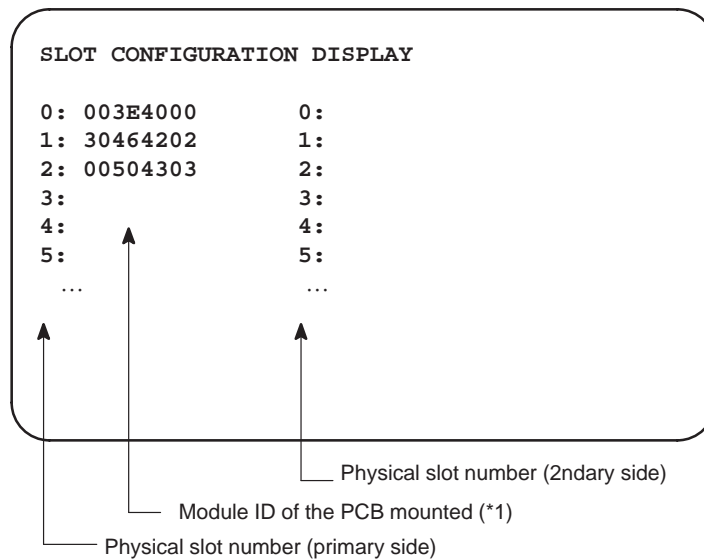 SLOT CONFIGURATION DISPLAY
0: 003E4000 0:
1: 30464202 1:
2: 00504303 2:
3: 3:
4: 4:
5: 5:
... ...
Physical slot number (2ndary side)
Module ID of the PCB mounted (*1)
Physical slot number (primary side)